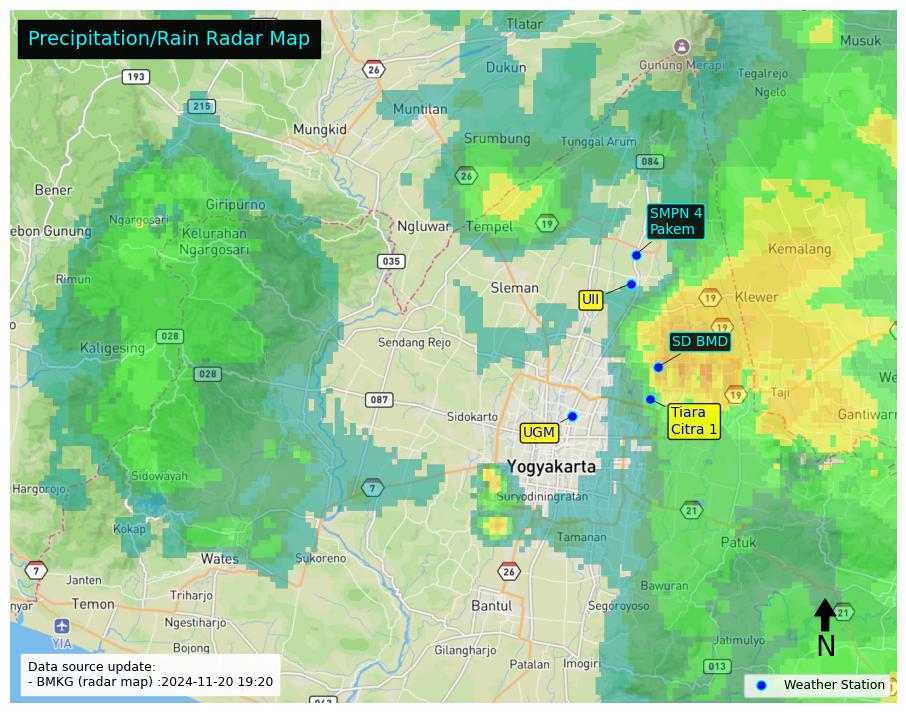 Precipitation/Rain Radar Map
Tlatar
Musuk
Gunung Merapi
Dukun
Tegalrejo
Ngelo
193
26
215
Muntilan
Mungkid
Srumbung
Tunggal Arum
084
26
Bener
Giripurno
Ngargosari
Kelurahan
Ngargosari
ebon Gunung
Ngluwar
Tempel
19
SMPN 4
Pakem
Kemalang
035
Rimun
Sleman
UII
19
Klewer
19
028
Kaligesing
Sendang Rejo
SD BMD
028
087
Sidokarto
19
Taji
We
Tiara
Citra 1
Gantiwarn
UGM
Yogyakarta
Sidowayah
Hargorojo
7
Suryodiningratan
21
Kokap
Tamanan
Patuk
Wates
Sukoreno
7
Janten
26
Bawuran
nyar
Temon
Triharjo
Bantul
Segoroyoso
21
Ngestiharjo
YIA
N
Bojong
Gilangharjo
Jatimulyo
Patalan
Imogiri
013
Data source update:
- BMKG (radar map) :2024-11-20 19:20
Weather Station